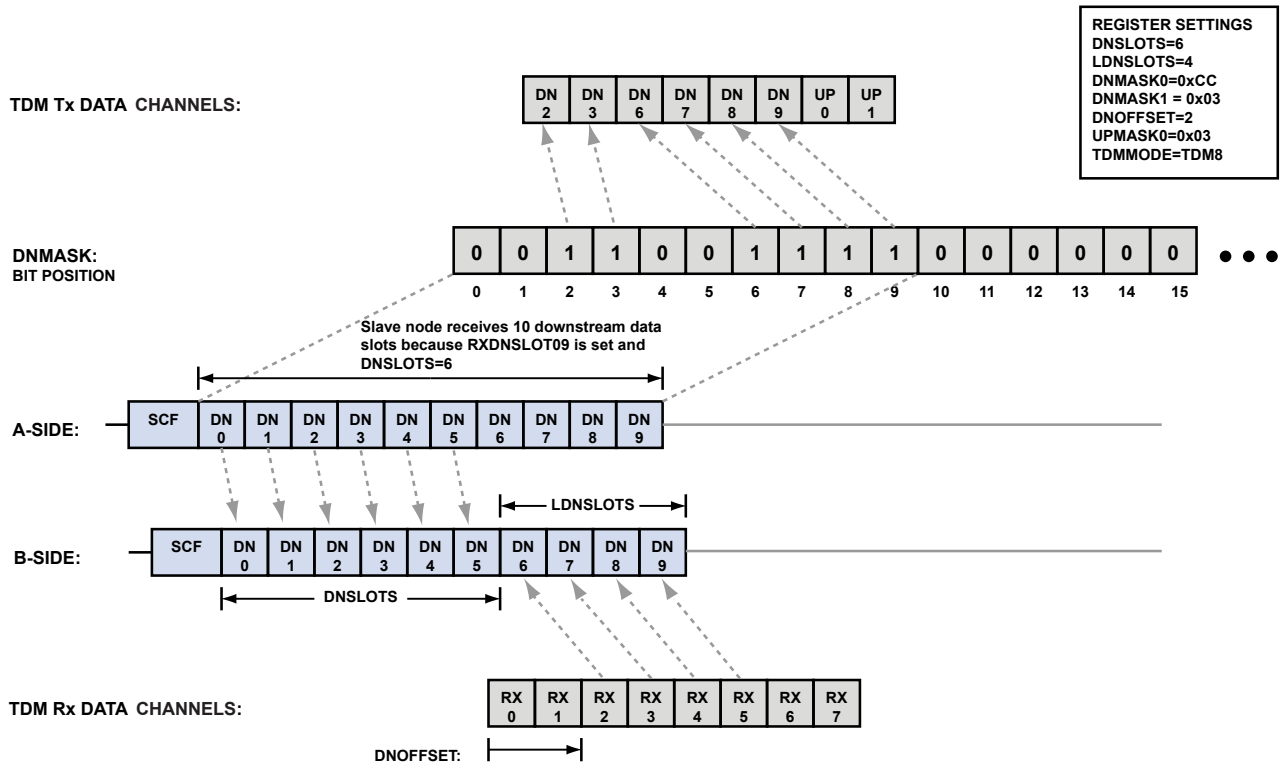 REGISTER SETTINGS
DNSLOTS=6
LDNSLOTS=4
DNMASK0=0xCC
DNMASK1 = 0x03
DNOFFSET=2
UPMASK0=0x03
TDMMODE=TDM8
TDM Tx DATA CHANNELS:
DN DN DN DN DN DN UP UP
2 3 6 7 8 9 0 1
DNMASK:
BIT POSITION
0 0 1 1 0 0 1 1 1 1 0 0 0 0 0 0
0 1 2 3 4 5 6 7 8 9 10 11 12 13 14 15
Slave node receives 10 downstream data
slots because RXDNSLOT09 is set and
DNSLOTS=6
A-SIDE:
SCF DN DN DN DN DN DN DN DN DN DN
0 1 2 3 4 5 6 7 8 9
LDNSLOTS
B-SIDE:
SCF DN DN DN DN DN DN DN DN DN DN
0 1 2 3 4 5 6 7 8 9
DNSLOTS
TDM Rx DATA CHANNELS:
RX RX RX RX RX RX RX RX
0 1 2 3 4 5 6 7
DNOFFSET: